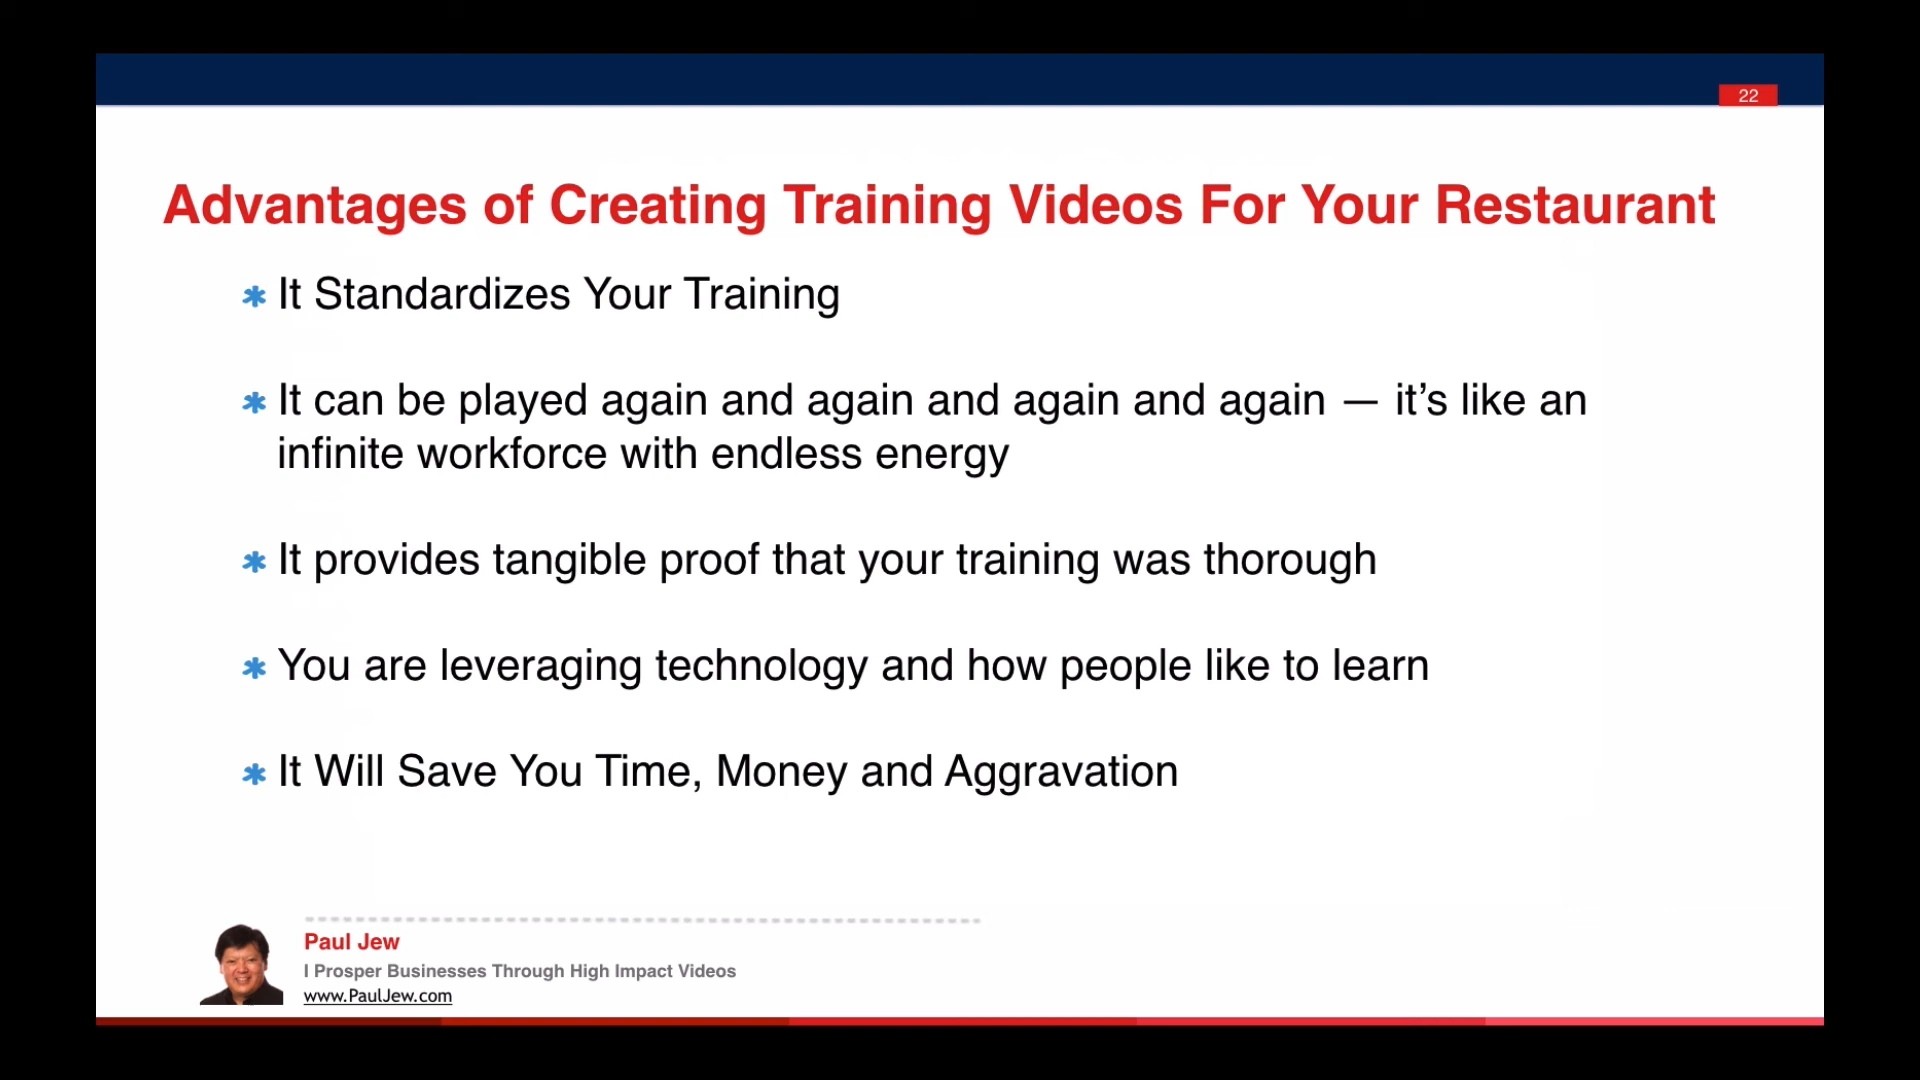 22
Advantages of Creating Training Videos For Your Restaurant
* It Standardizes Your Training
* It can be played again and again and again and again — it’s like an
infinite workforce with endless energy
* It provides tangible proof that your training was thorough
* You are leveraging technology and how people like to learn
* It Will Save You Time, Money and Aggravation
Paul Jew
I Prosper Businesses Through High Impact Videos
www.PaulJew.com